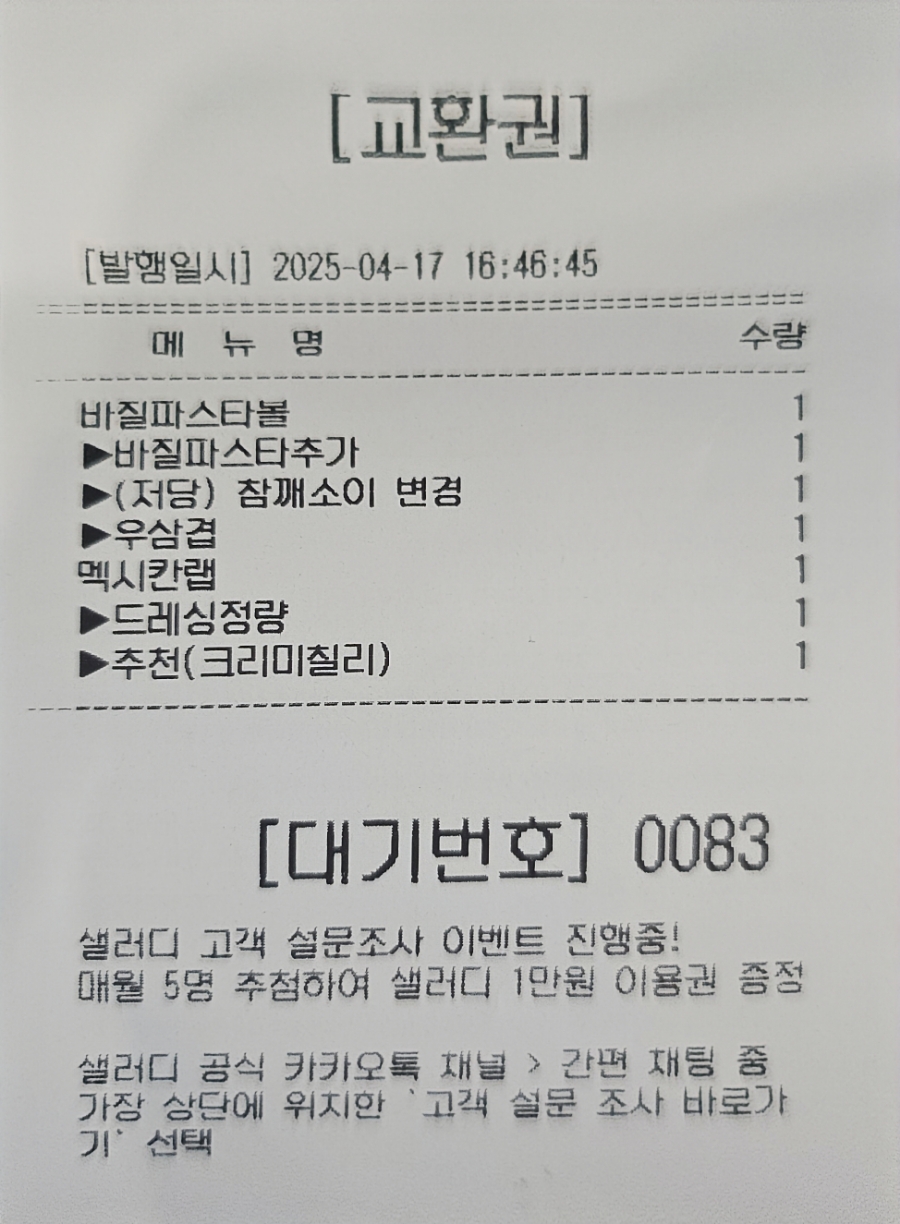 [교환권]
[발행일시] 2025-04-17 16:46:45
메 뉴 명 수량
바질파스타볼 1
▶바질파스타추가 1
▶(저당) 참깨소이 변경 1
▶우삼겹 1
멕시칸랩 1
▶드레싱정량 1
▶추천(크리미칠리) 1
[대기번호] 0083
샐러디 고객 설문조사 이벤트 진행중!
매월 5명 추첨하여 샐러디 1만원 이용권 증정
샐러디 공식 카카오톡 채널 > 간편 채팅 중
가장 상단에 위치한 `고객 설문 조사 바로가
기` 선택